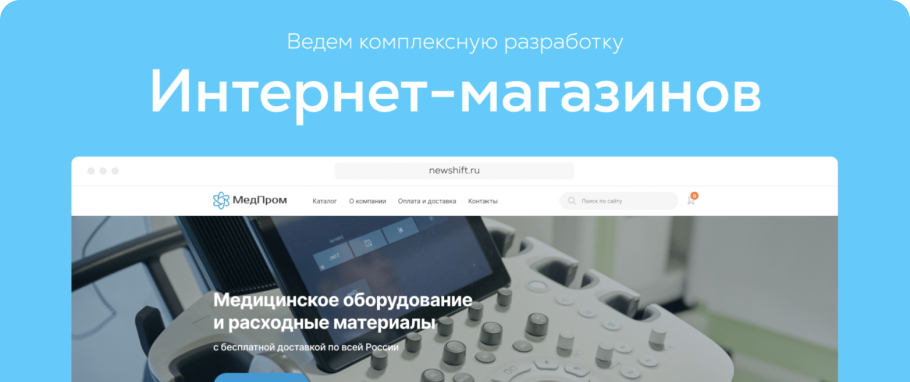 Ведем комплексную разработку
Интернет-магазинов
newshift.ru
МедПром
Каталог
О компании
Оплата и доставка
Контакты
Поиск по сайту
0
Медицинское оборудование
и расходные материалы
с бесплатной доставкой по всей России